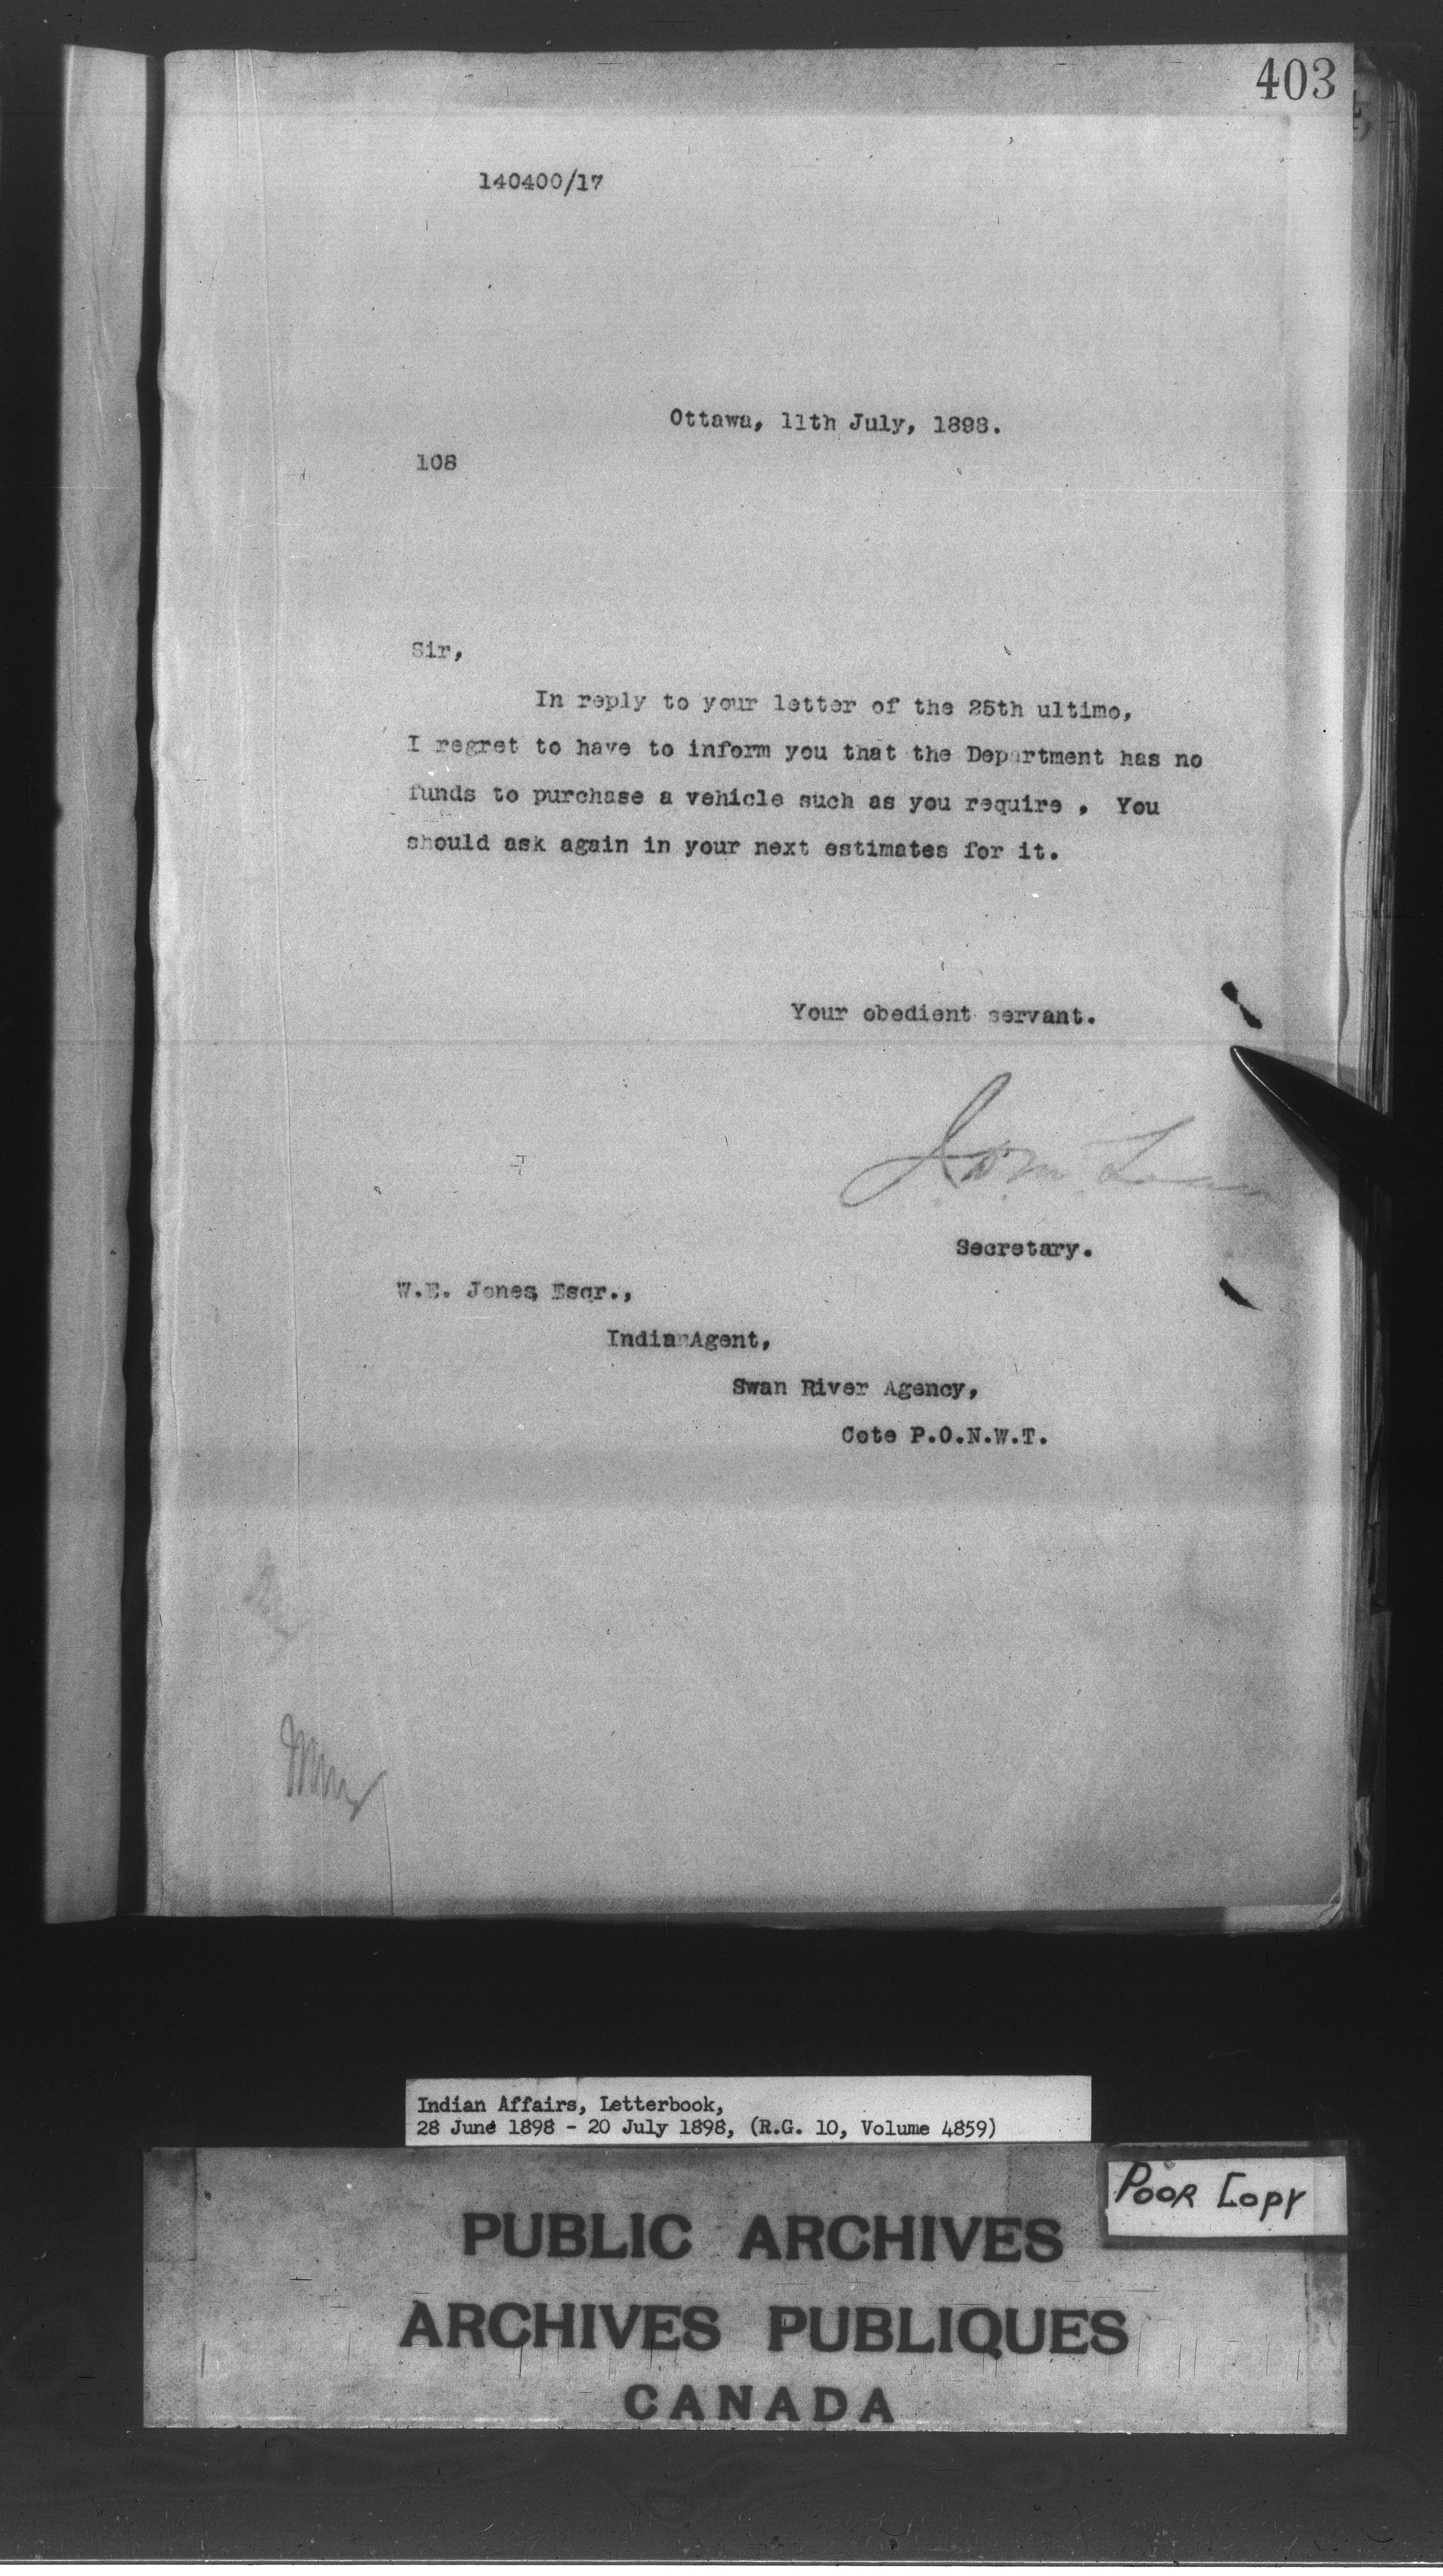 403
140400/17
Ottawa, 11th July, 1898.
108
Sir,
In reply to your letter of the 25th ultimo,
I regret to have to inform you that the Department has no
funds to purchase a vehicle such as you require , You
should ask again in your next estimates for it.
Your obedient servant.
Secretary.
W.E. Jones, Esqr.,
Indian Agent,
Swan River Agency,
Cote P.O.N.W.T.
Indian Affairs, Letterbook,
28 June 1898 - 20 July 1898, (R.G. 10, Volume 4859)
Poor Copy
PUBLIC ARCHIVES
ARCHIVES PUBLIQUES
CANADA